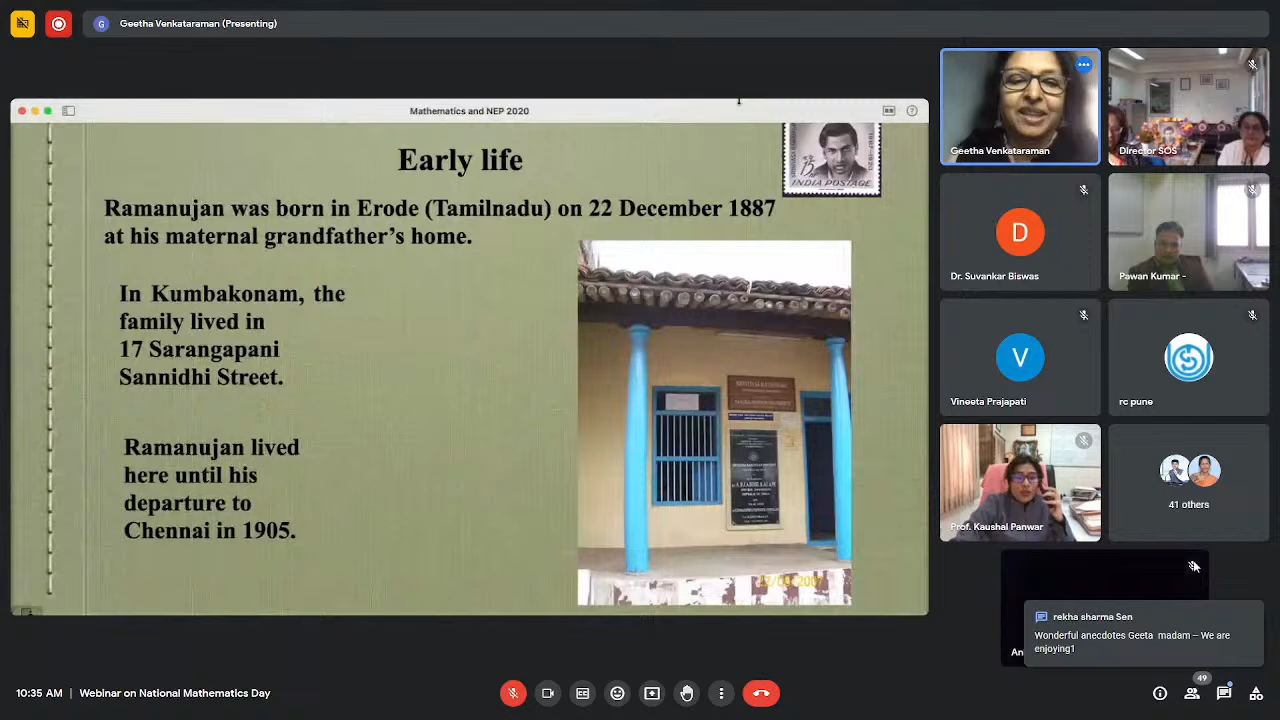 G
Geetha Venkataraman (Presenting)
Mathematics and NEP 2020
Early life
INDIA POSTAGE
Ramanujan was born in Erode (Tamilnadu) on 22 December 1887
at his maternal grandfather’s home.
In Kumbakonam, the
family lived in
17 Sarangapani
Sannidhi Street.
Ramanujan lived
here until his
departure to
Chennai in 1905.
Geetha Venkataraman
Director SOS
D
Dr. Suvankar Biswas
Pawan Kumar -
V
Vineeta Prajapati
rc pune
Prof. Kaushal Panwar
41 others
An
rekha sharma Sen
Wonderful anecdotes Geeta madam – We are
enjoying1
10:35 AM | Webinar on National Mathematics Day
49